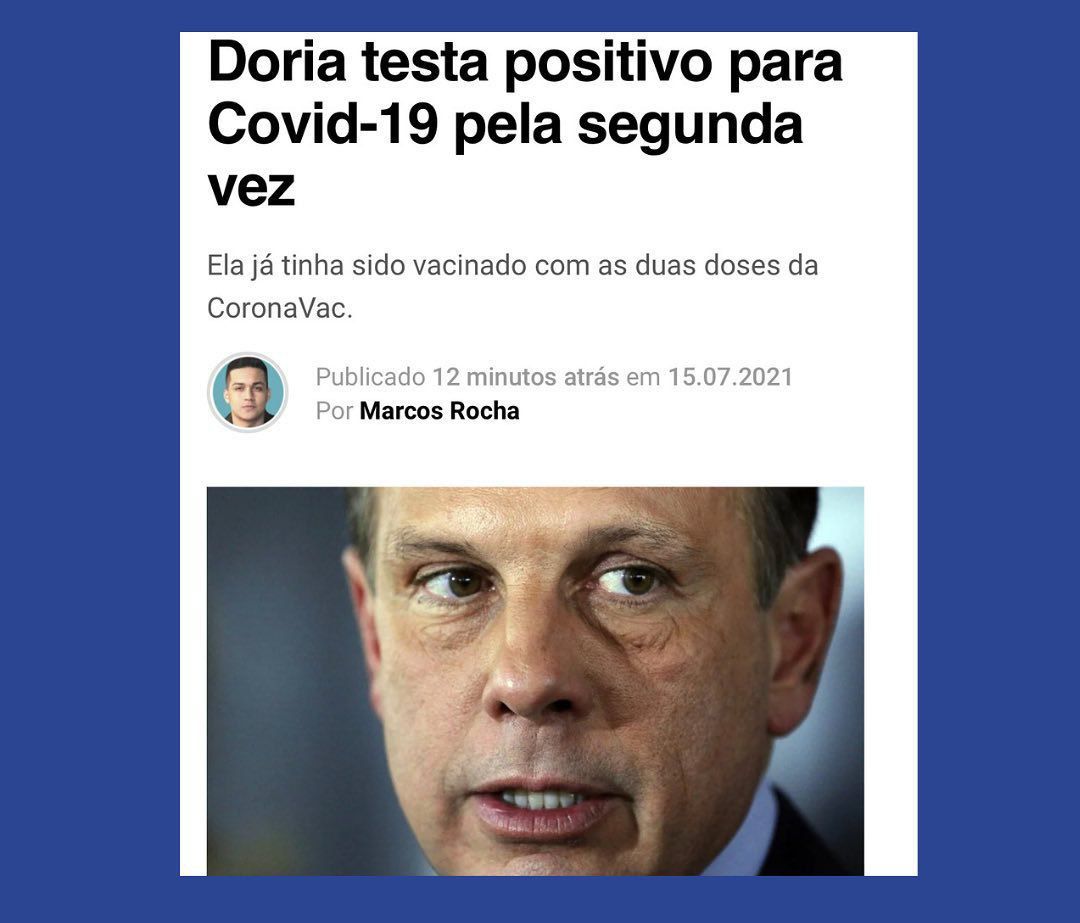 Doria testa positivo para
Covid-19 pela segunda
vez
Ela já tinha sido vacinado com as duas doses da
CoronaVac.
Publicado 12 minutos atrás em 15.07.2021
Por Marcos Rocha